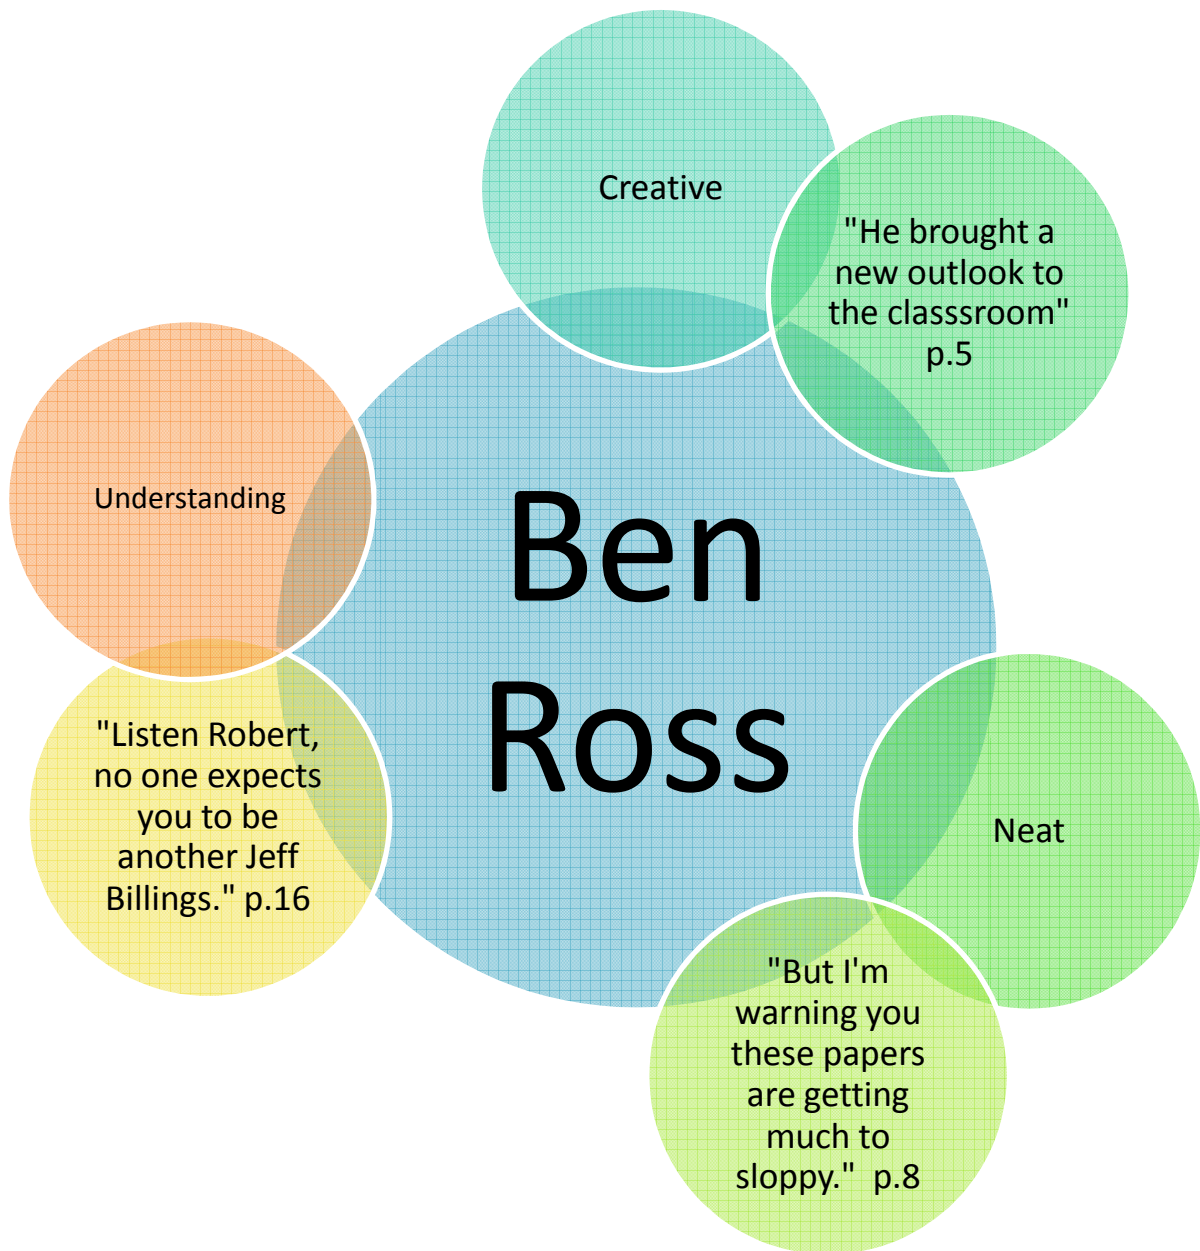 Creative
"He brought a
new outlook to
the classsroom"
p.5
Understanding
"Listen Robert,
no one expects
you to be
another Jeff
Billings." p.16
Ben
Ross
Neat
"But I'm
warning you
these papers
are getting
much to
sloppy."  p.8